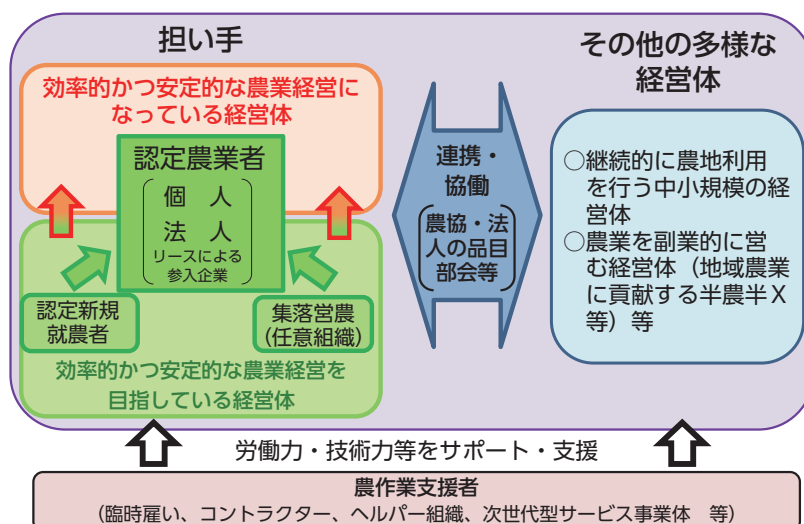 担い手
効率的かつ安定的な農業経営に
なっている経営体
認定農業者
個　人
法　人
リースによる
参入企業
認定新規
就農者
集落営農
(任意組織)
効率的かつ安定的な農業経営を
目指している経営体
連携・
協働
農協・法
人の品目
部会等
その他の多様な
経営体
○継続的に農地利用
を行う中小規模の経
営体
○農業を副業的に営
む経営体（地域農業
に貢献する半農半Ｘ
等）等
労働力・技術力等をサポート・支援
農作業支援者
（臨時雇い、コントラクター、ヘルパー組織、次世代型サービス事業体　等）